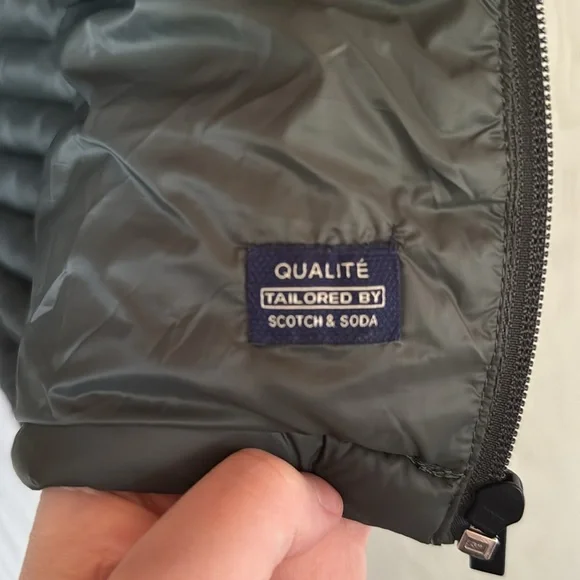 QUALITÉ
TAILORED BY
SCOTCH & SODA